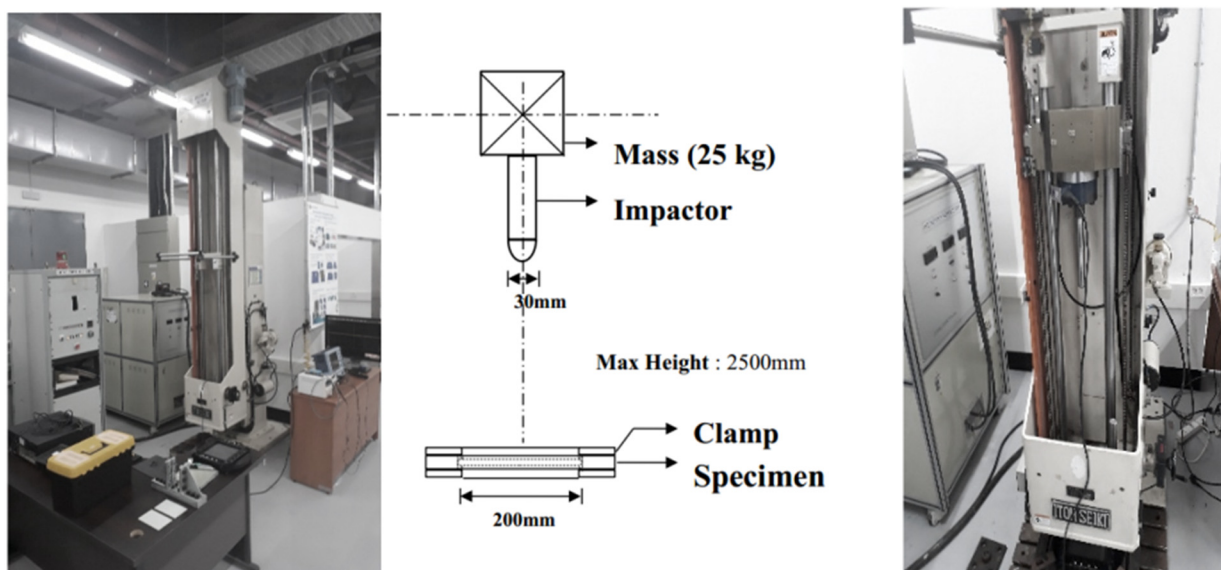 Mass (25 kg)
Impactor
30mm
Max Height : 2500mm
Clamp
Specimen
200mm